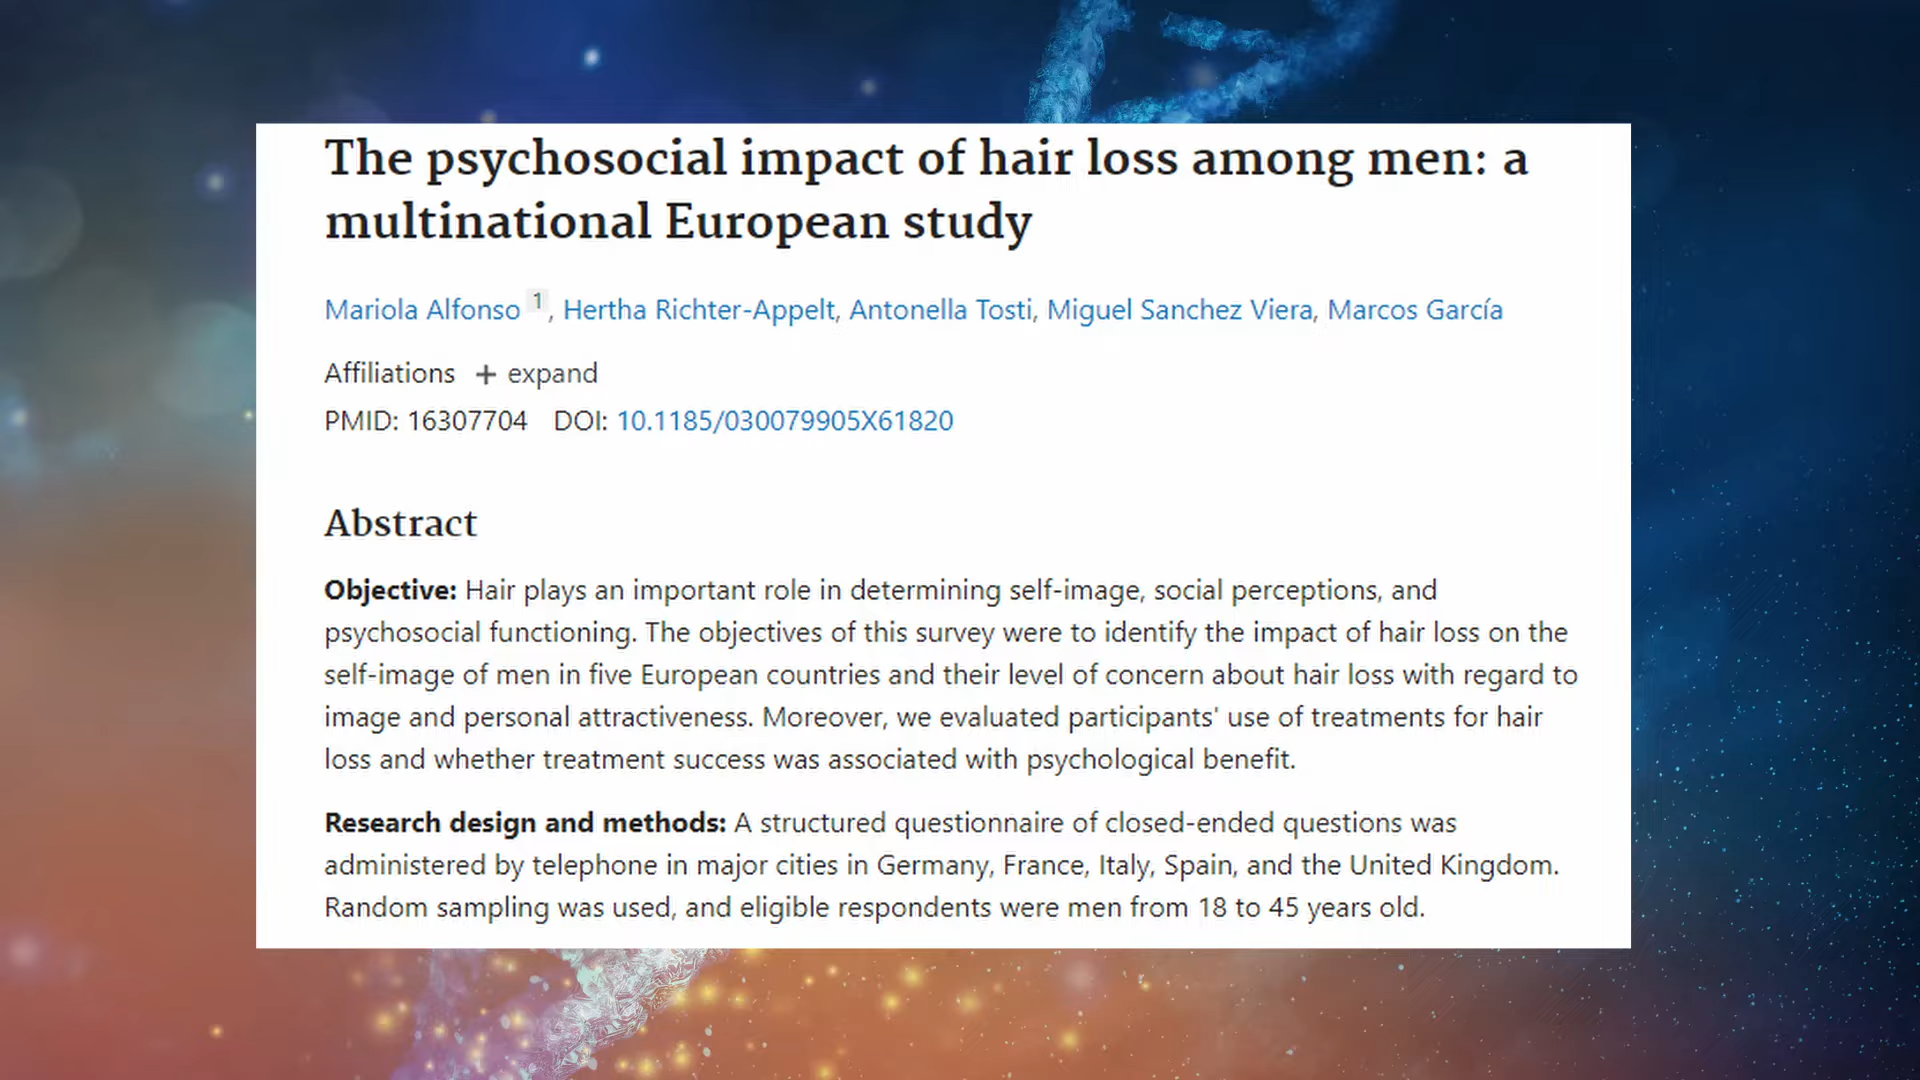 The psychosocial impact of hair loss among men: a
multinational European study
Mariola Alfonso 1, Hertha Richter-Appelt, Antonella Tosti, Miguel Sanchez Viera, Marcos García
Affiliations + expand
PMID: 16307704 DOI: 10.1185/030079905X61820
Abstract
Objective: Hair plays an important role in determining self-image, social perceptions, and
psychosocial functioning. The objectives of this survey were to identify the impact of hair loss on the
self-image of men in five European countries and their level of concern about hair loss with regard to
image and personal attractiveness. Moreover, we evaluated participants' use of treatments for hair
loss and whether treatment success was associated with psychological benefit.
Research design and methods: A structured questionnaire of closed-ended questions was
administered by telephone in major cities in Germany, France, Italy, Spain, and the United Kingdom.
Random sampling was used, and eligible respondents were men from 18 to 45 years old.